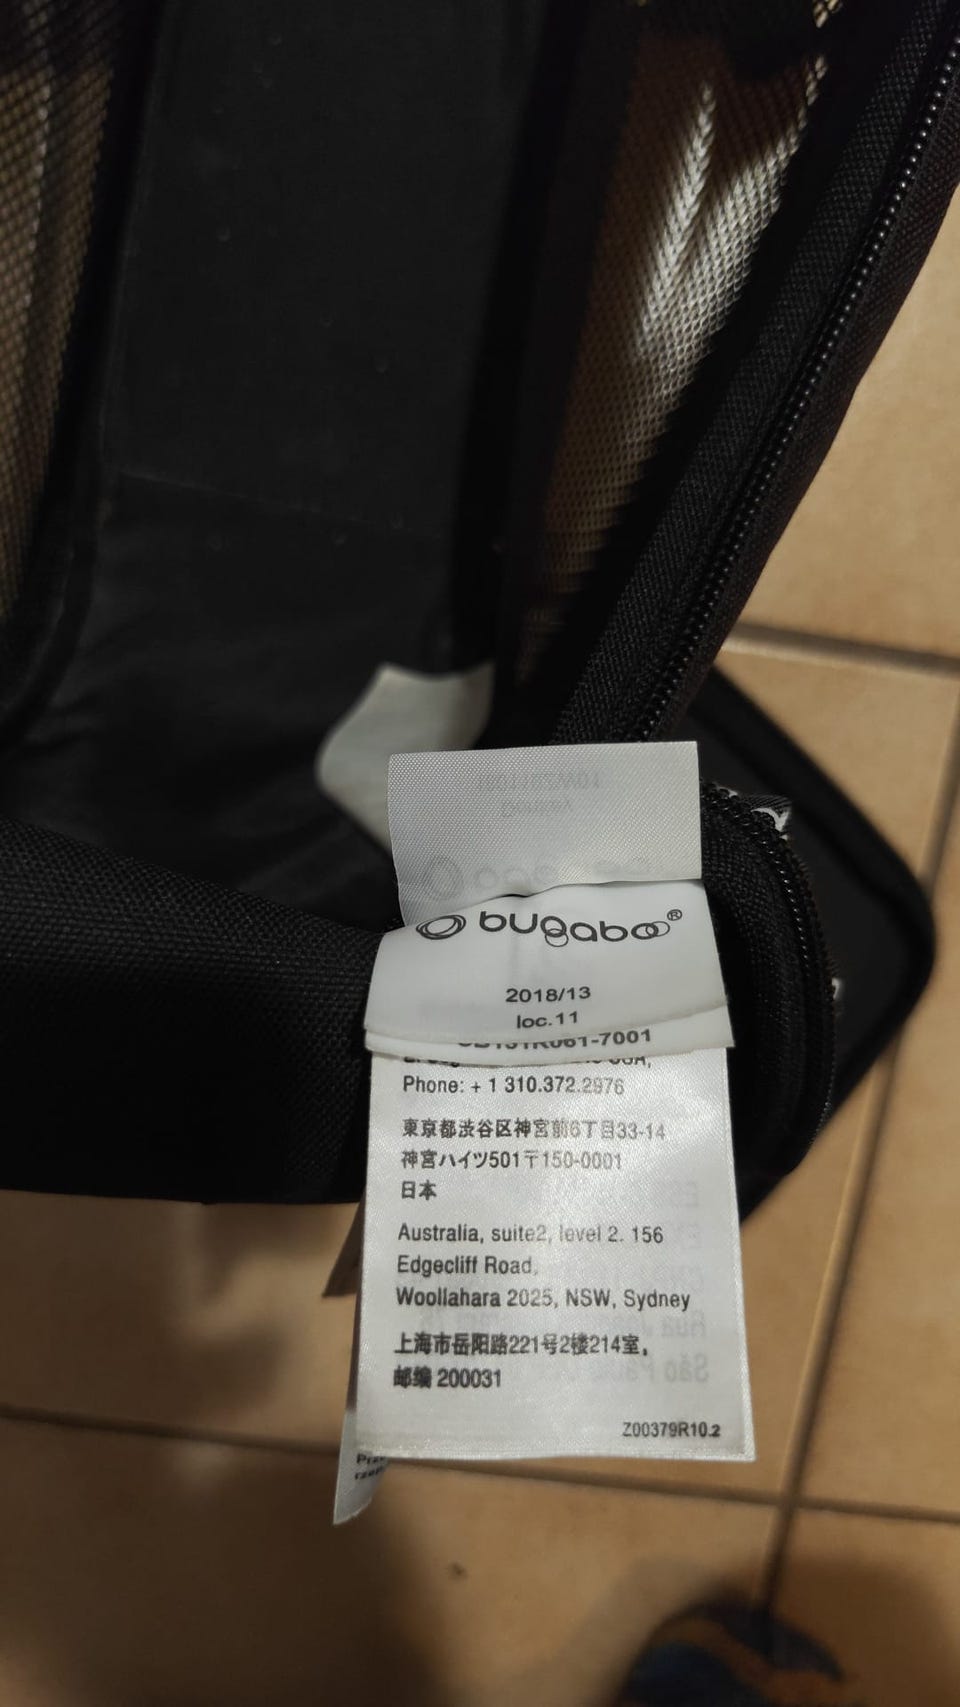 bugaboo®
2018/13
loc.11
Phone: + 1 310.372.2976
東京都渋谷区神宮前6丁目33-14
神宮ハイツ501〒150-0001
日本
Australia, suite2, level 2. 156
Edgecliff Road,
Woollahara 2025, NSW, Sydney
上海市岳阳路221号2楼214室,
邮编 200031
Z00379R10.2